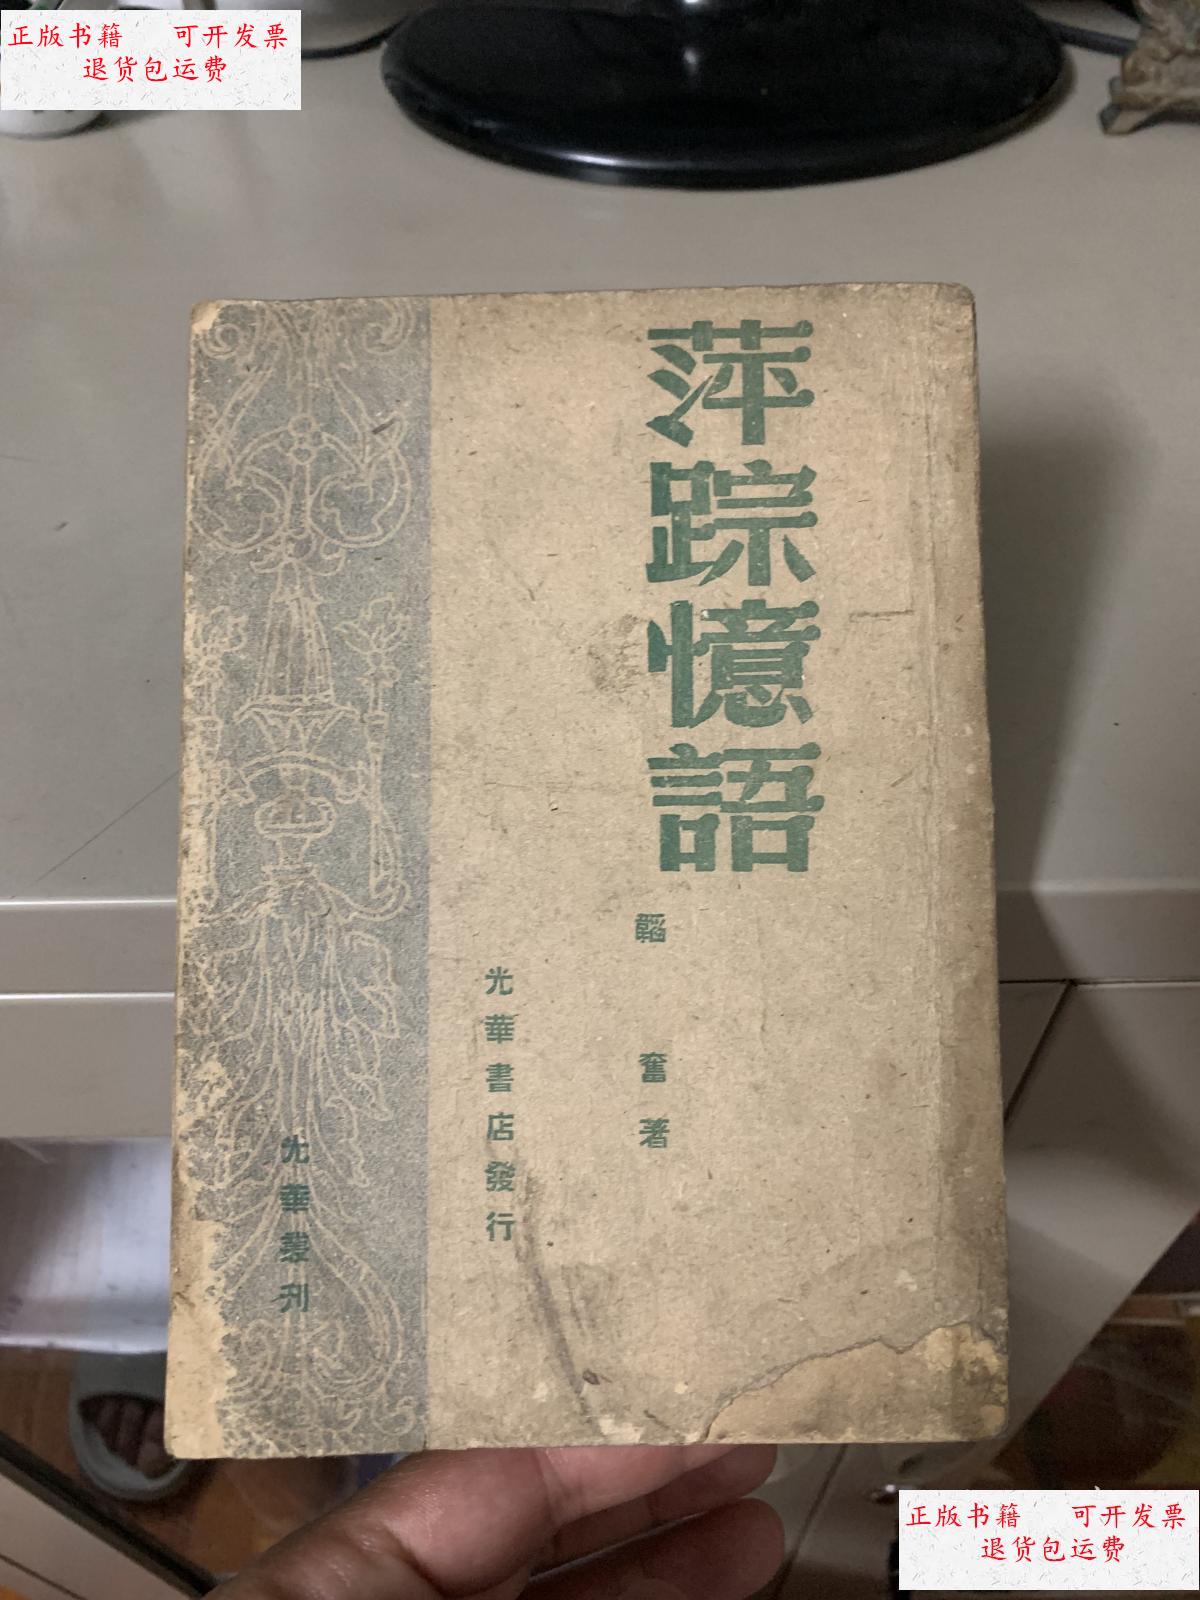 正版书籍 可开发票
退货包运费
萍踪憶語
韜奮著
光華書店發行
光華叢刊
正版书籍 可开发票
退货包运费